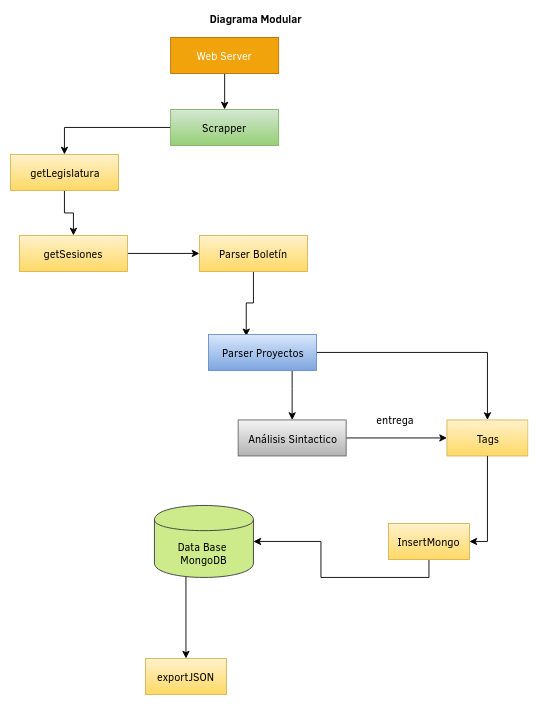 Diagrama Modular
Web Server
Scrapper
getLegislatura
getSesiones
Parser Boletín
Parser Proyectos
Análisis Sintactico
entrega
Tags
InsertMongo
Data Base
MongoDB
exportJSON